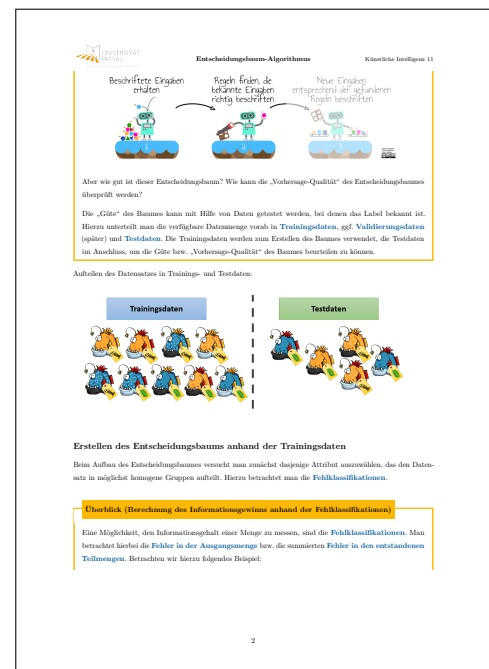 UNIVERSITÄT
PASSAU
Entscheidungsbaum-Algorithmus
Künstliche Intelligenz 11
Beschriftete Eingaben
erhalten
Regeln finden, die
bekannte Eingaben
richtig beschriften
Neue Eingaben
entsprechend der gefundenen
Regeln beschriften
1
2
3
Aber wie gut ist dieser Entscheidungsbaum? Wie kann die „Vorhersage-Qualität“ des Entscheidungsbaumes
überprüft werden?
Die „Güte“ des Baumes kann mit Hilfe von Daten getestet werden, bei denen das Label bekannt ist.
Hierzu unterteilt man die verfügbare Datenmenge vorab in Trainingsdaten, ggf. Validierungsdaten
(später) und Testdaten. Die Trainingsdaten werden zum Erstellen des Baumes verwendet, die Testdaten
im Anschluss, um die Güte bzw. „Vorhersage-Qualität“ des Baumes beurteilen zu können.
Aufteilen des Datensatzes in Trainings- und Testdaten:
Trainingsdaten
Testdaten
Erstellen des Entscheidungsbaums anhand der Trainingsdaten
Beim Aufbau des Entscheidungsbaumes versucht man zunächst dasjenige Attribut auszuwählen, das den Daten-
satz in möglichst homogene Gruppen aufteilt. Hierzu betrachtet man die Fehlklassifikationen.
Überblick (Berechnung des Informationsgewinns anhand der Fehlklassifikationen)
Eine Möglichkeit, den Informationsgehalt einer Menge zu messen, sind die Fehlklassifikationen. Man
betrachtet hierbei die Fehler in der Ausgangsmenge bzw. die summierten Fehler in den entstandenen
Teilmengen. Betrachten wir hierzu folgendes Beispiel:
2